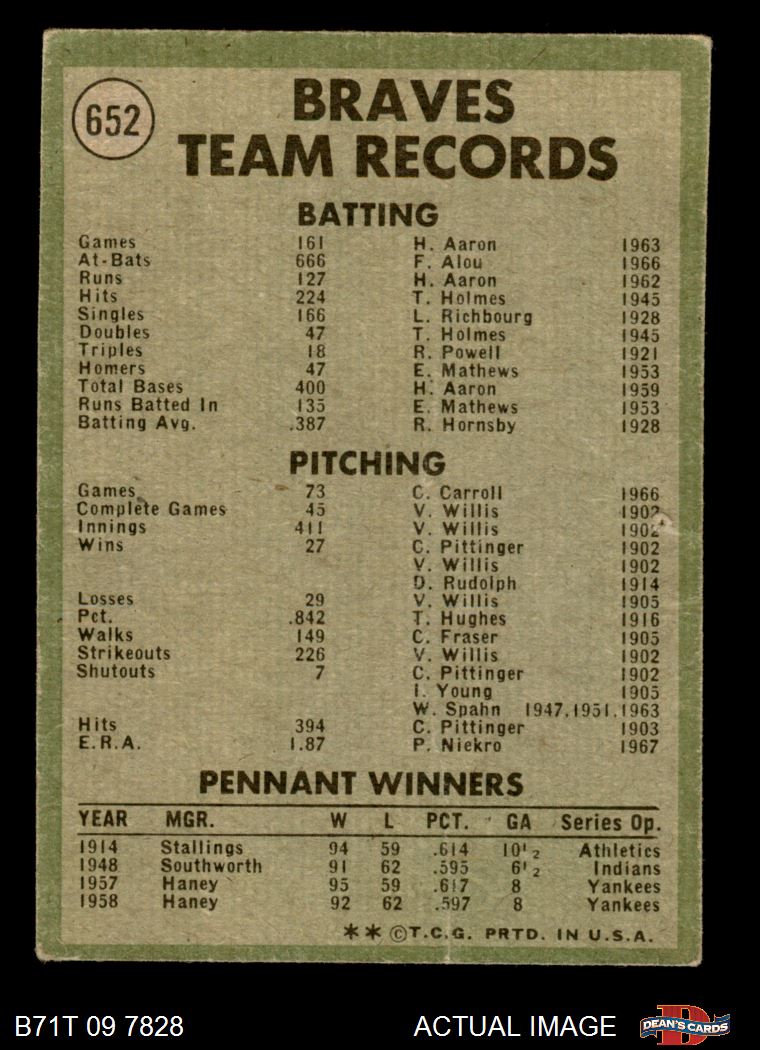 652
BRAVES
TEAM RECORDS
BATTING
Games 161 H. Aaron 1963
At-Bats 666 F. Alou 1966
Runs 127 H. Aaron 1962
Hits 224 T. Holmes 1945
Singles 166 L. Richbourg 1928
Doubles 47 T. Holmes 1945
Triples 18 R. Powell 1921
Homers 47 E. Mathews 1953
Total Bases 400 H. Aaron 1959
Runs Batted In 135 E. Mathews 1953
Batting Avg. .387 R. Hornsby 1928
PITCHING
Games 73 C. Carroll 1966
Complete Games 45 V. Willis 1902
Innings 411 V. Willis 1902
Wins 27 C. Pittinger 1902
V. Willis 1902
D. Rudolph 1914
Losses 29 V. Willis 1905
Pct. .842 T. Hughes 1916
Walks 149 C. Fraser 1905
Strikeouts 226 V. Willis 1902
Shutouts 7 C. Pittinger 1902
I. Young 1905
W. Spahn 1947,1951,1963
Hits 394 C. Pittinger 1903
E.R.A. 1.87 P. Niekro 1967
PENNANT WINNERS
YEAR MGR. W L PCT. GA Series Op.
1914 Stallings 94 59 .614 10½ Athletics
1948 Southworth 91 62 .595 6½ Indians
1957 Haney 95 59 .617 8 Yankees
1958 Haney 92 62 .597 8 Yankees
** ©T.C.G. PRTD. IN U.S.A.
B71T 09 7828 ACTUAL IMAGE DEAN'S CARDS